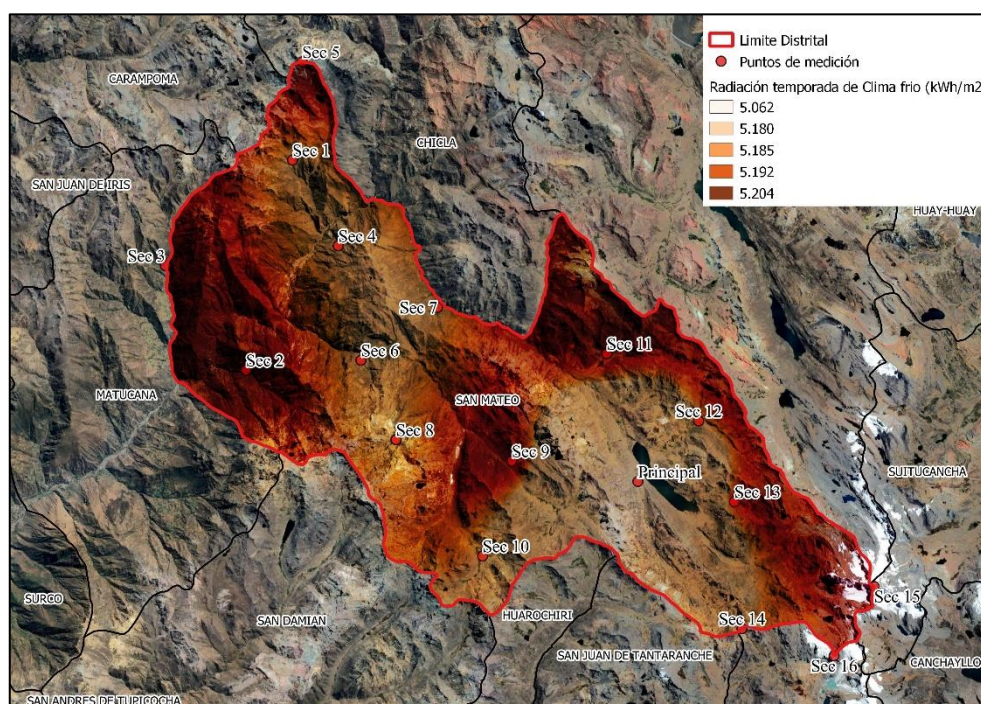 Limite Distrital
Puntos de medición
Radiación temporada de Clima frio (kWh/m2
5.062
5.180
5.185
5.192
5.204
Sec 5
CARAMPOMA
CHICLA
Sec 1
SAN JUAN DE IRIS
HUAY-HUAY
Sec 4
Sec 3
Sec 7
Sec 11
Sec 6
Sec 2
MATUCANA
SAN MATEO
Sec 12
Sec 8
Sec 9
Principal
SUITUCANCHA
Sec 13
Sec 10
Sec 15
SURCO
HUAROCHIRI
SAN DAMIAN
Sec 14
SAN JUAN DE TANTARANCHE
Sec 16
CANCHAYLLO
SAN ANDRES DE TUPICOCHA